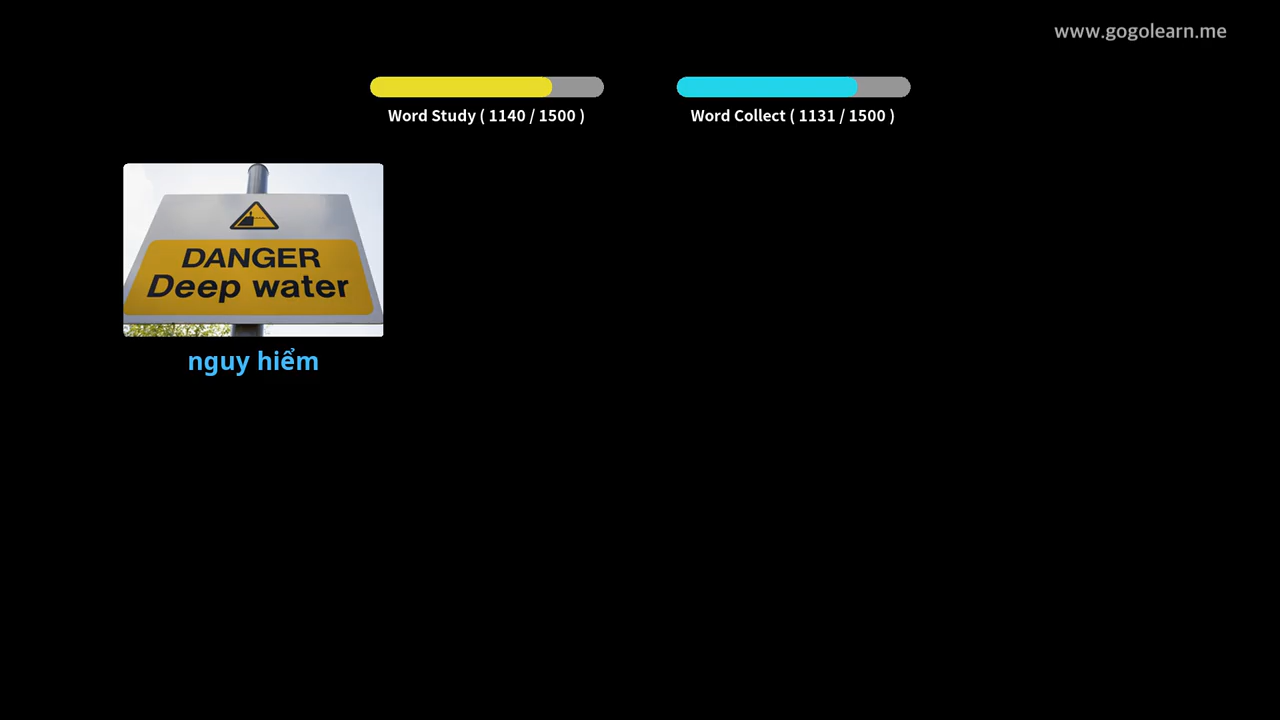 www.gogolearn.me
Word Study ( 1140 / 1500 )
Word Collect ( 1131 / 1500 )
DANGER
Deep water
nguy hiểm